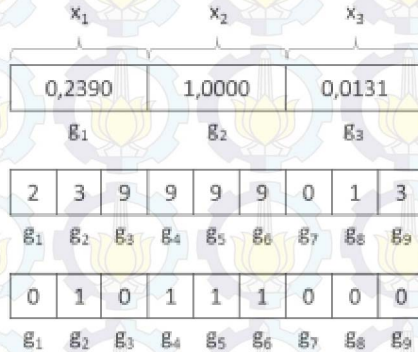 x₁ x₂ x₃
0,2390 1,0000 0,0131
g₁ g₂ g₃
2 3 9 9 9 9 0 1 3
g₁ g₂ g₃ g₄ g₅ g₆ g₇ g₈ g₉
0 1 0 1 1 1 0 0 0
g₁ g₂ g₃ g₄ g₅ g₆ g₇ g₈ g₉